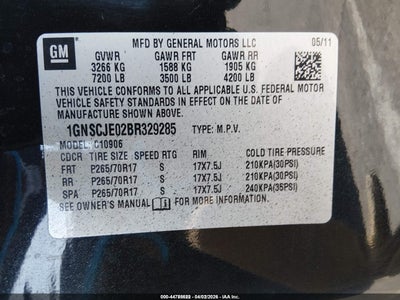 GM
MFD BY GENERAL MOTORS LLC 05/11
GVWR GAWR FRT GAWR RR
3266 KG 1588 KG 1905 KG
7200 LB 3500 LB 4200 LB
THIS VEHICLE CONFORMS TO ALL APPLICABLE U.S. FEDERAL MOTOR
VEHICLE SAFETY STANDARDS IN EFFECT ON THE DATE OF
MANUFACTURE SHOWN ABOVE.
1GNSCJE02BR329285 TYPE: M.P.V.
MODEL: C10906
CDCR TIRE SIZE SPEED RTG RIM COLD TIRE PRESSURE
FRT P265/70R17 S 17X7.5J 210KPA(30PSI)
RR P265/70R17 S 17X7.5J 210KPA(30PSI)
SPA P265/70R17 S 17X7.5J 240KPA(35PSI)
SEE OWNER'S MANUAL FOR MORE INFORMATION.
000-44786688 - 04/03/2026 - IAAI.COM